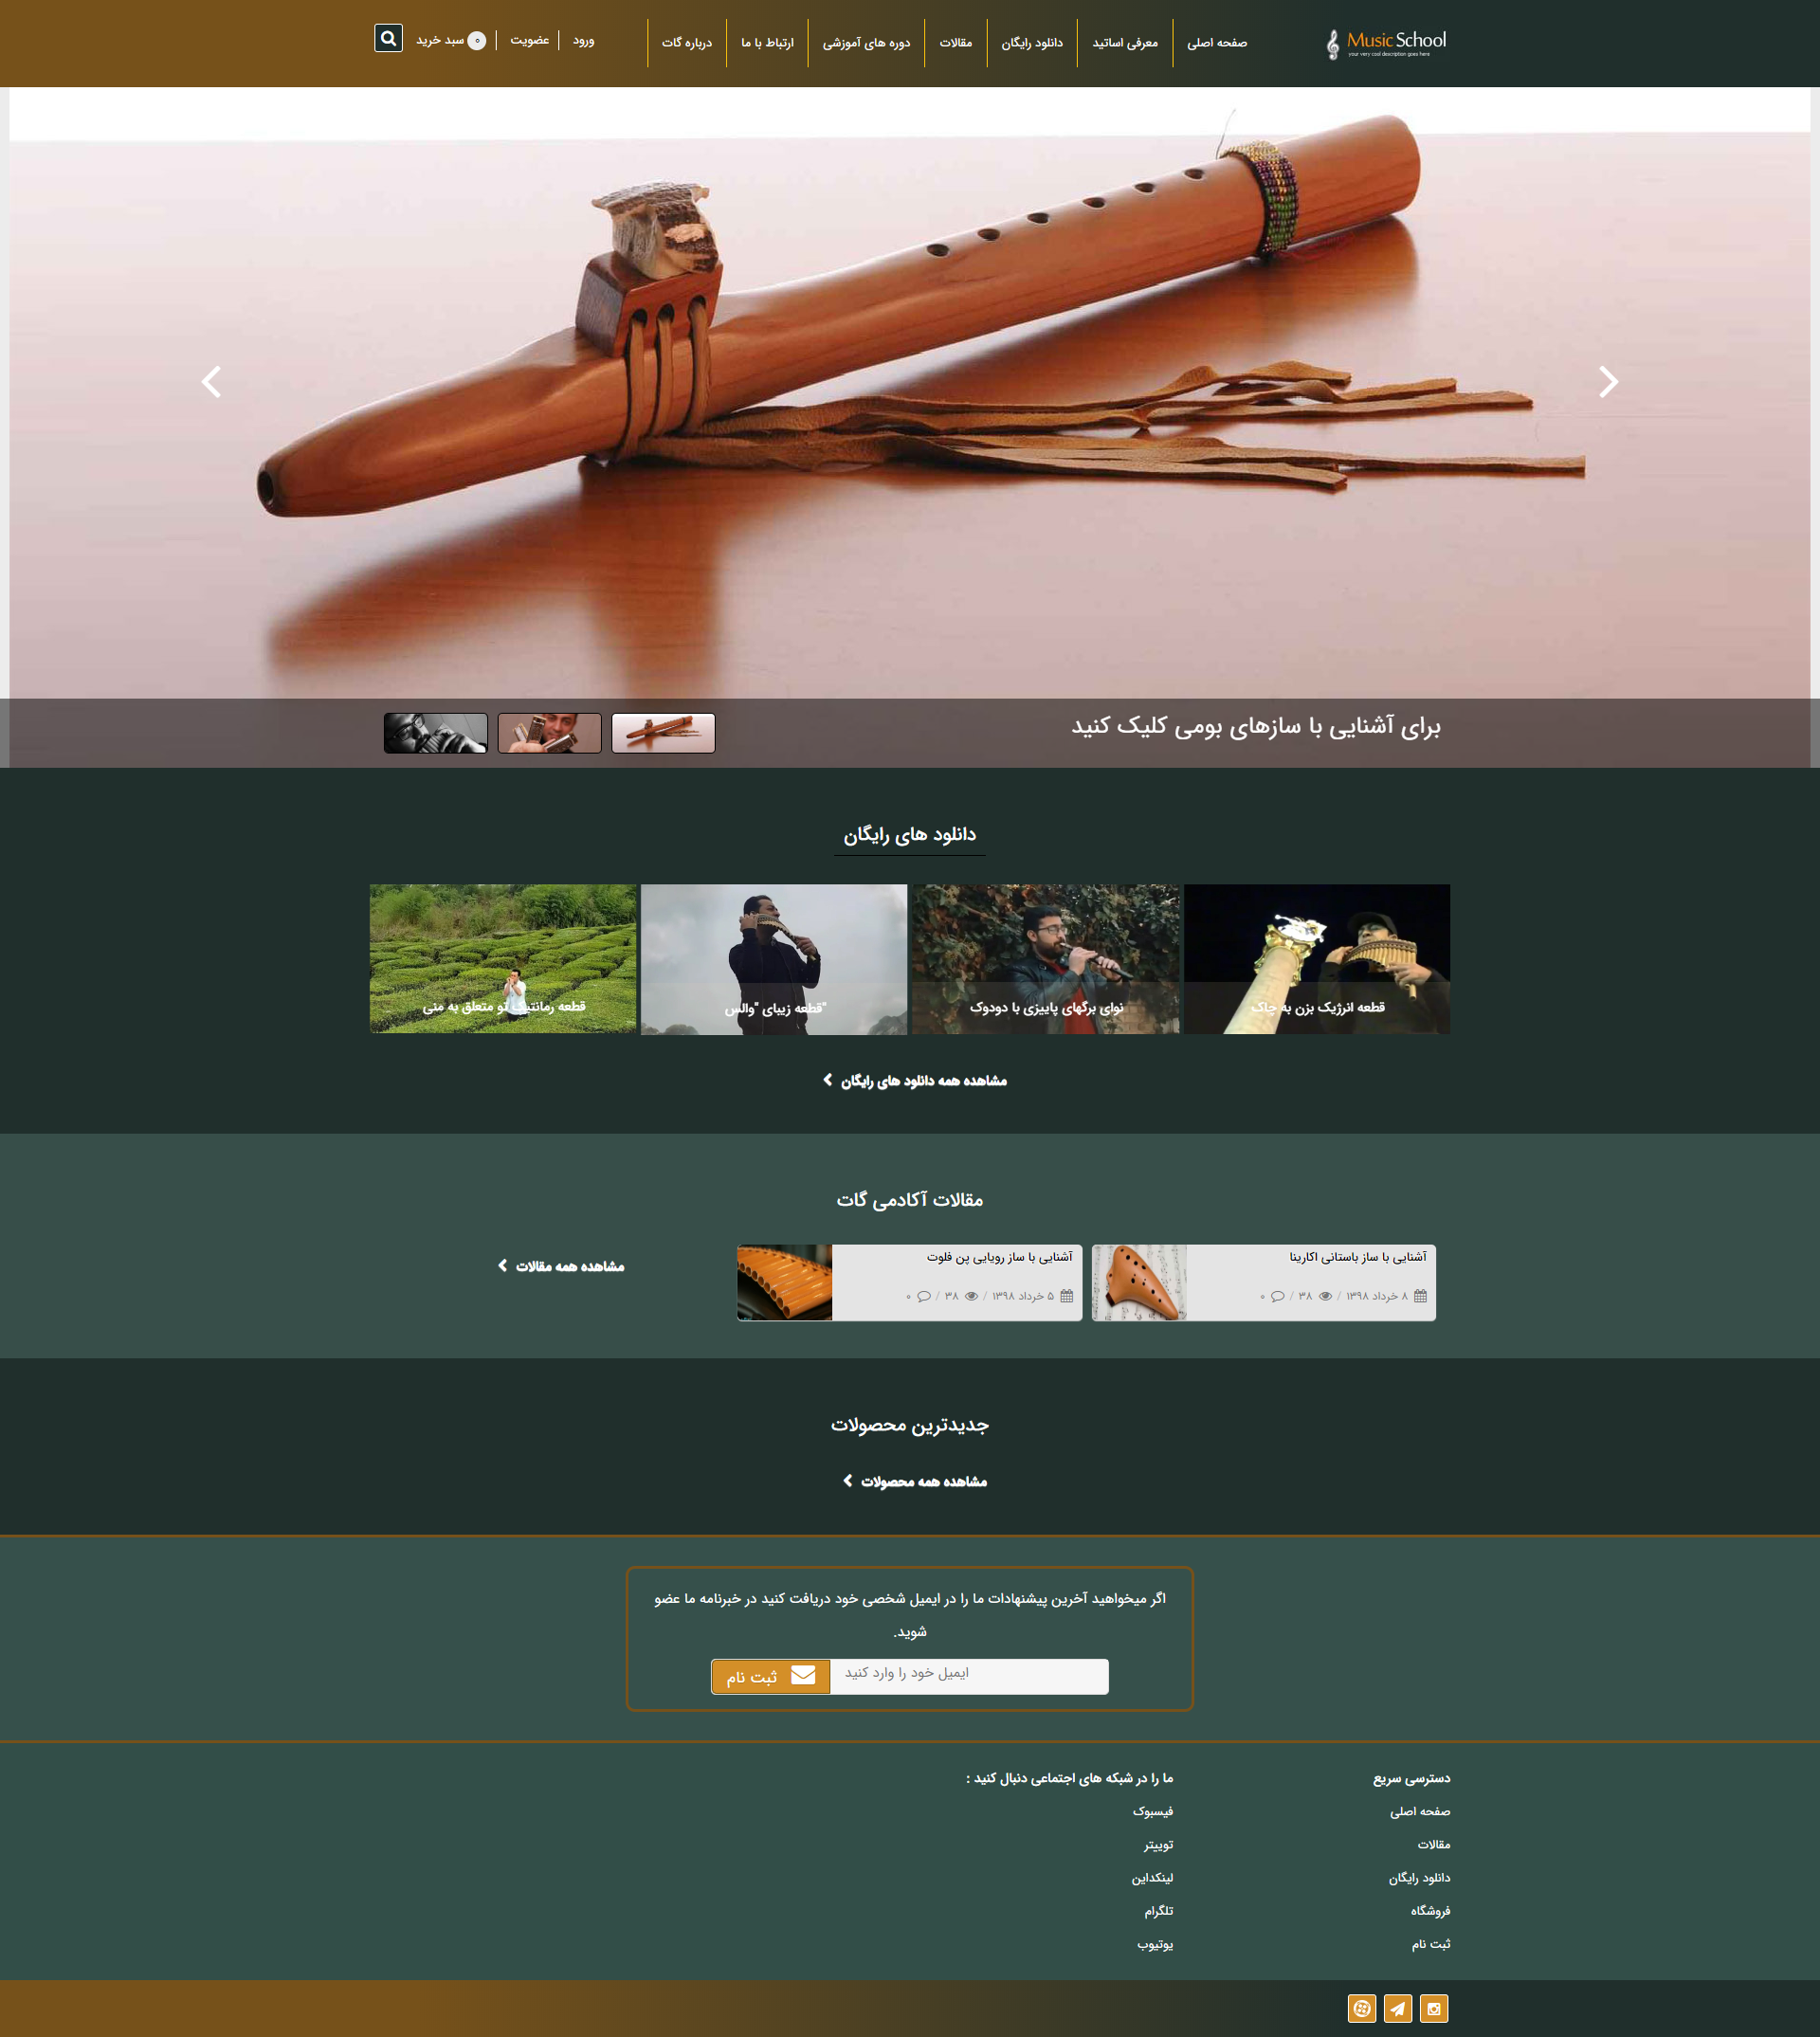 Music School
your very cool description goes here
صفحه اصلی
معرفی اساتید
دانلود رایگان
مقالات
دوره های آموزشی
ارتباط با ما
درباره گات
ورود
عضویت
۰ سبد خرید
برای آشنایی با سازهای بومی کلیک کنید
دانلود های رایگان
قطعه انرژیک بزن به چاک
نوای برگهای پاییزی با دودوک
قطعه زیبای "والس"
قطعه رمانتیک تو متعلق به منی
مشاهده همه دانلود های رایگان
مقالات آکادمی گات
آشنایی با ساز باستانی اکارینا
۸ خرداد ۱۳۹۸ / ۳۸ / ۰
آشنایی با ساز رویایی پن فلوت
۵ خرداد ۱۳۹۸ / ۳۸ / ۰
مشاهده همه مقالات
جدیدترین محصولات
مشاهده همه محصولات
اگر میخواهید آخرین پیشنهادات ما را در ایمیل شخصی خود دریافت کنید در خبرنامه ما عضو
شوید.
ایمیل خود را وارد کنید
ثبت نام
دسترسی سریع
صفحه اصلی
مقالات
دانلود رایگان
فروشگاه
ثبت نام
ما را در شبکه های اجتماعی دنبال کنید :
فیسبوک
توییتر
لینکداین
تلگرام
یوتیوب